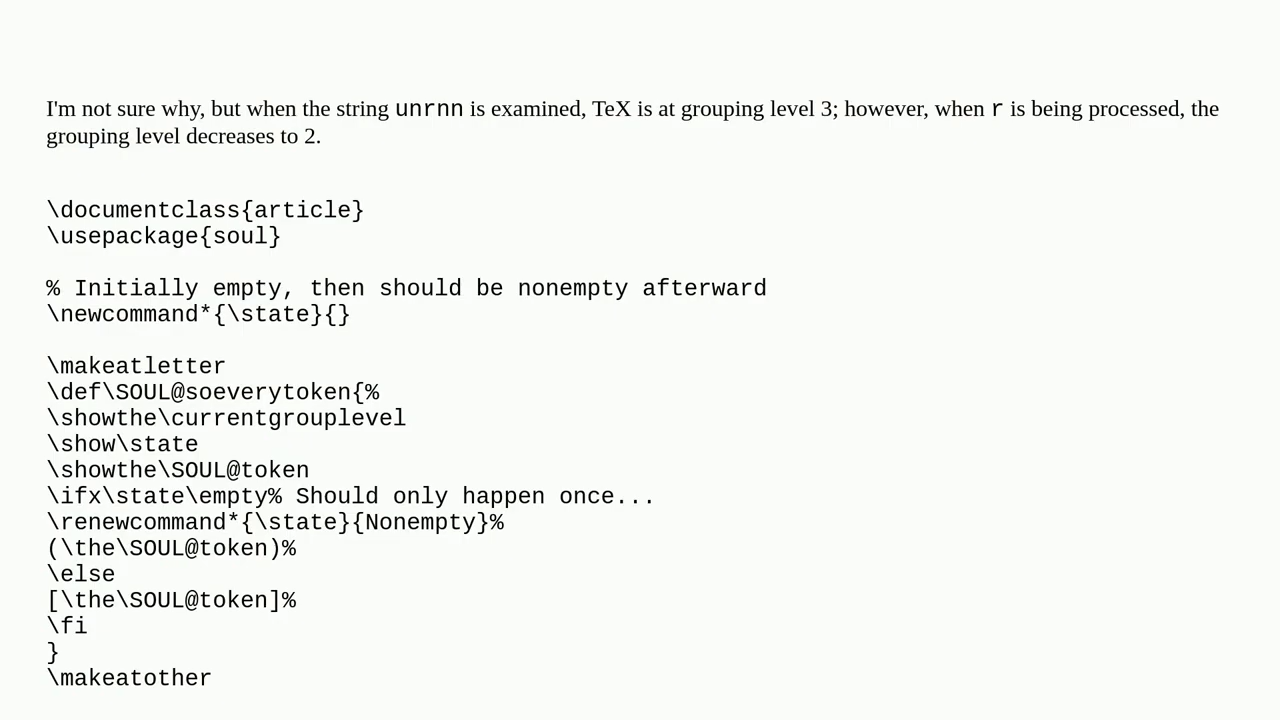 I'm not sure why, but when the string unrnn is examined, TeX is at grouping level 3; however, when r is being processed, the
grouping level decreases to 2.
\documentclass{article}
\usepackage{soul}
% Initially empty, then should be nonempty afterward
\newcommand*{\state}{}
\makeatletter
\def\SOUL@soeverytoken{%
\showthe\currentgrouplevel
\show\state
\showthe\SOUL@token
\ifx\state\empty% Should only happen once...
\renewcommand*{\state}{Nonempty}%
(\the\SOUL@token)%
\else
[\the\SOUL@token]%
\fi
}
\makeatother